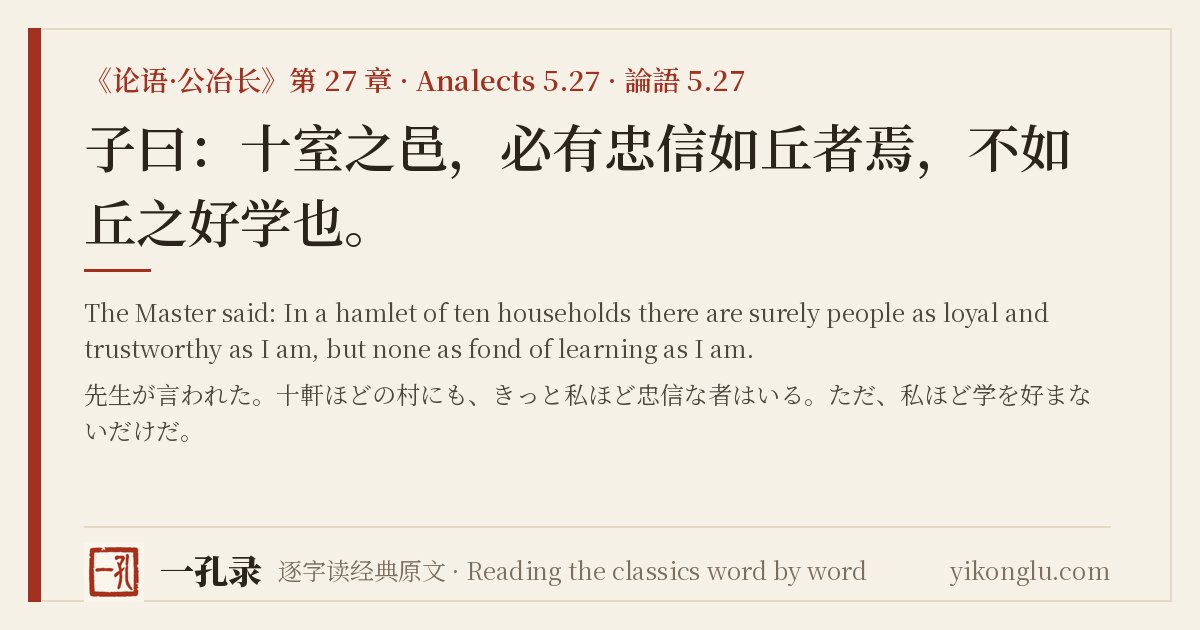 《论语·公冶长》第 27 章 · Analects 5.27 · 論語 5.27
子曰：十室之邑，必有忠信如丘者焉，不如
丘之好学也。
The Master said: In a hamlet of ten households there are surely people as loyal and
trustworthy as I am, but none as fond of learning as I am.
先生が言われた。十軒ほどの村にも、きっと私ほど忠信な者はいる。ただ、私ほど学を好まな
いだけだ。
一孔
一孔录 逐字读经典原文 · Reading the classics word by word yikonglu.com